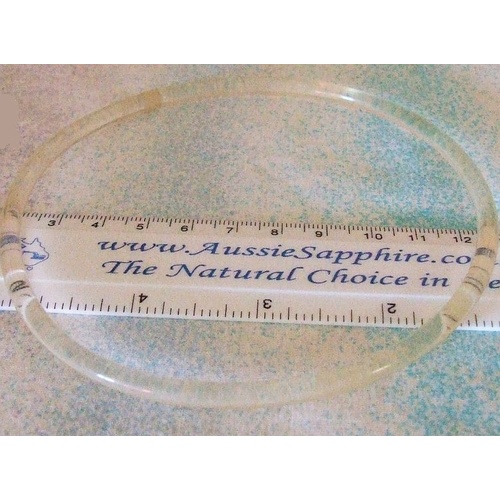 3 4 5 6 7 8 9 10 11 12
www.AussieSapphire.co
The Natural Choice in
4 3 2